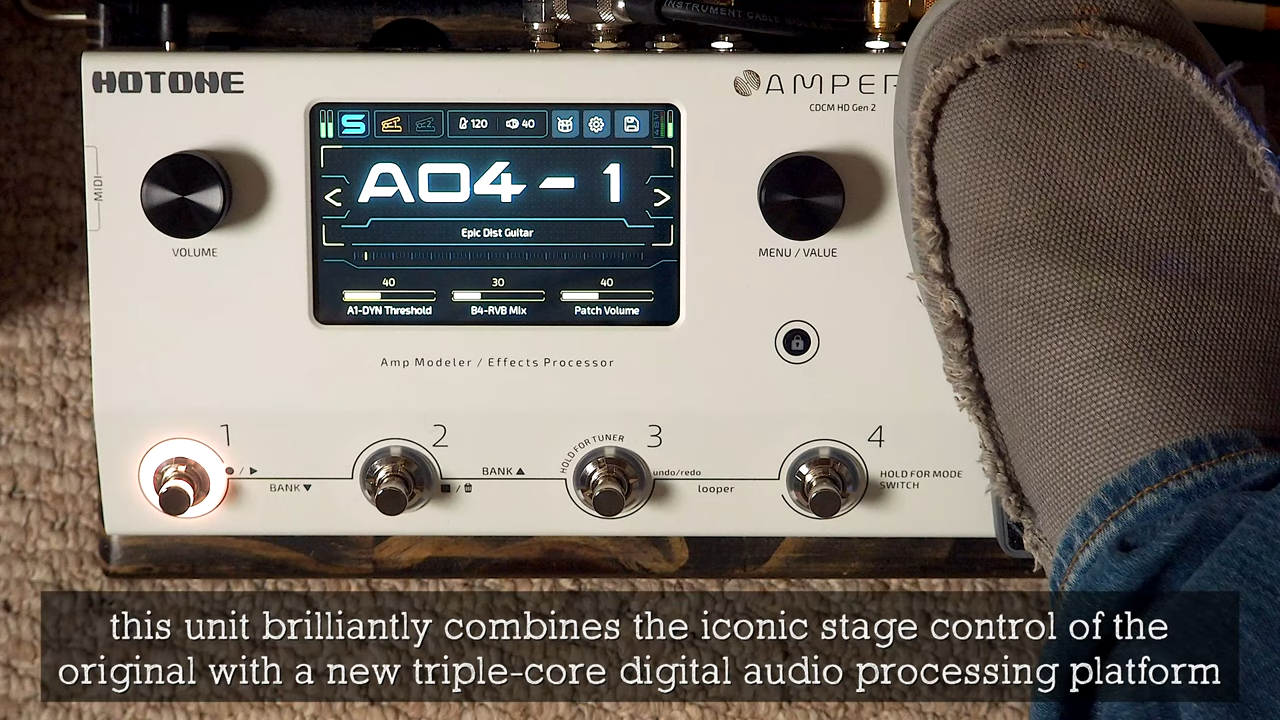 INSTRUMENT CABLE MADE
HOTONE
AMPER
CDCM HD Gen 2
120
40
48V
A04-1
Epic Dist Guitar
40
30
40
A1-DYN Threshold
B4-RVB Mix
Patch Volume
MIDI
VOLUME
MENU / VALUE
Amp Modeler / Effects Processor
1
2
3
4
HOLD FOR TUNER
BANK ▼
BANK ▲
undo/redo
looper
HOLD FOR MODE
SWITCH
this unit brilliantly combines the iconic stage control of the
original with a new triple-core digital audio processing platform